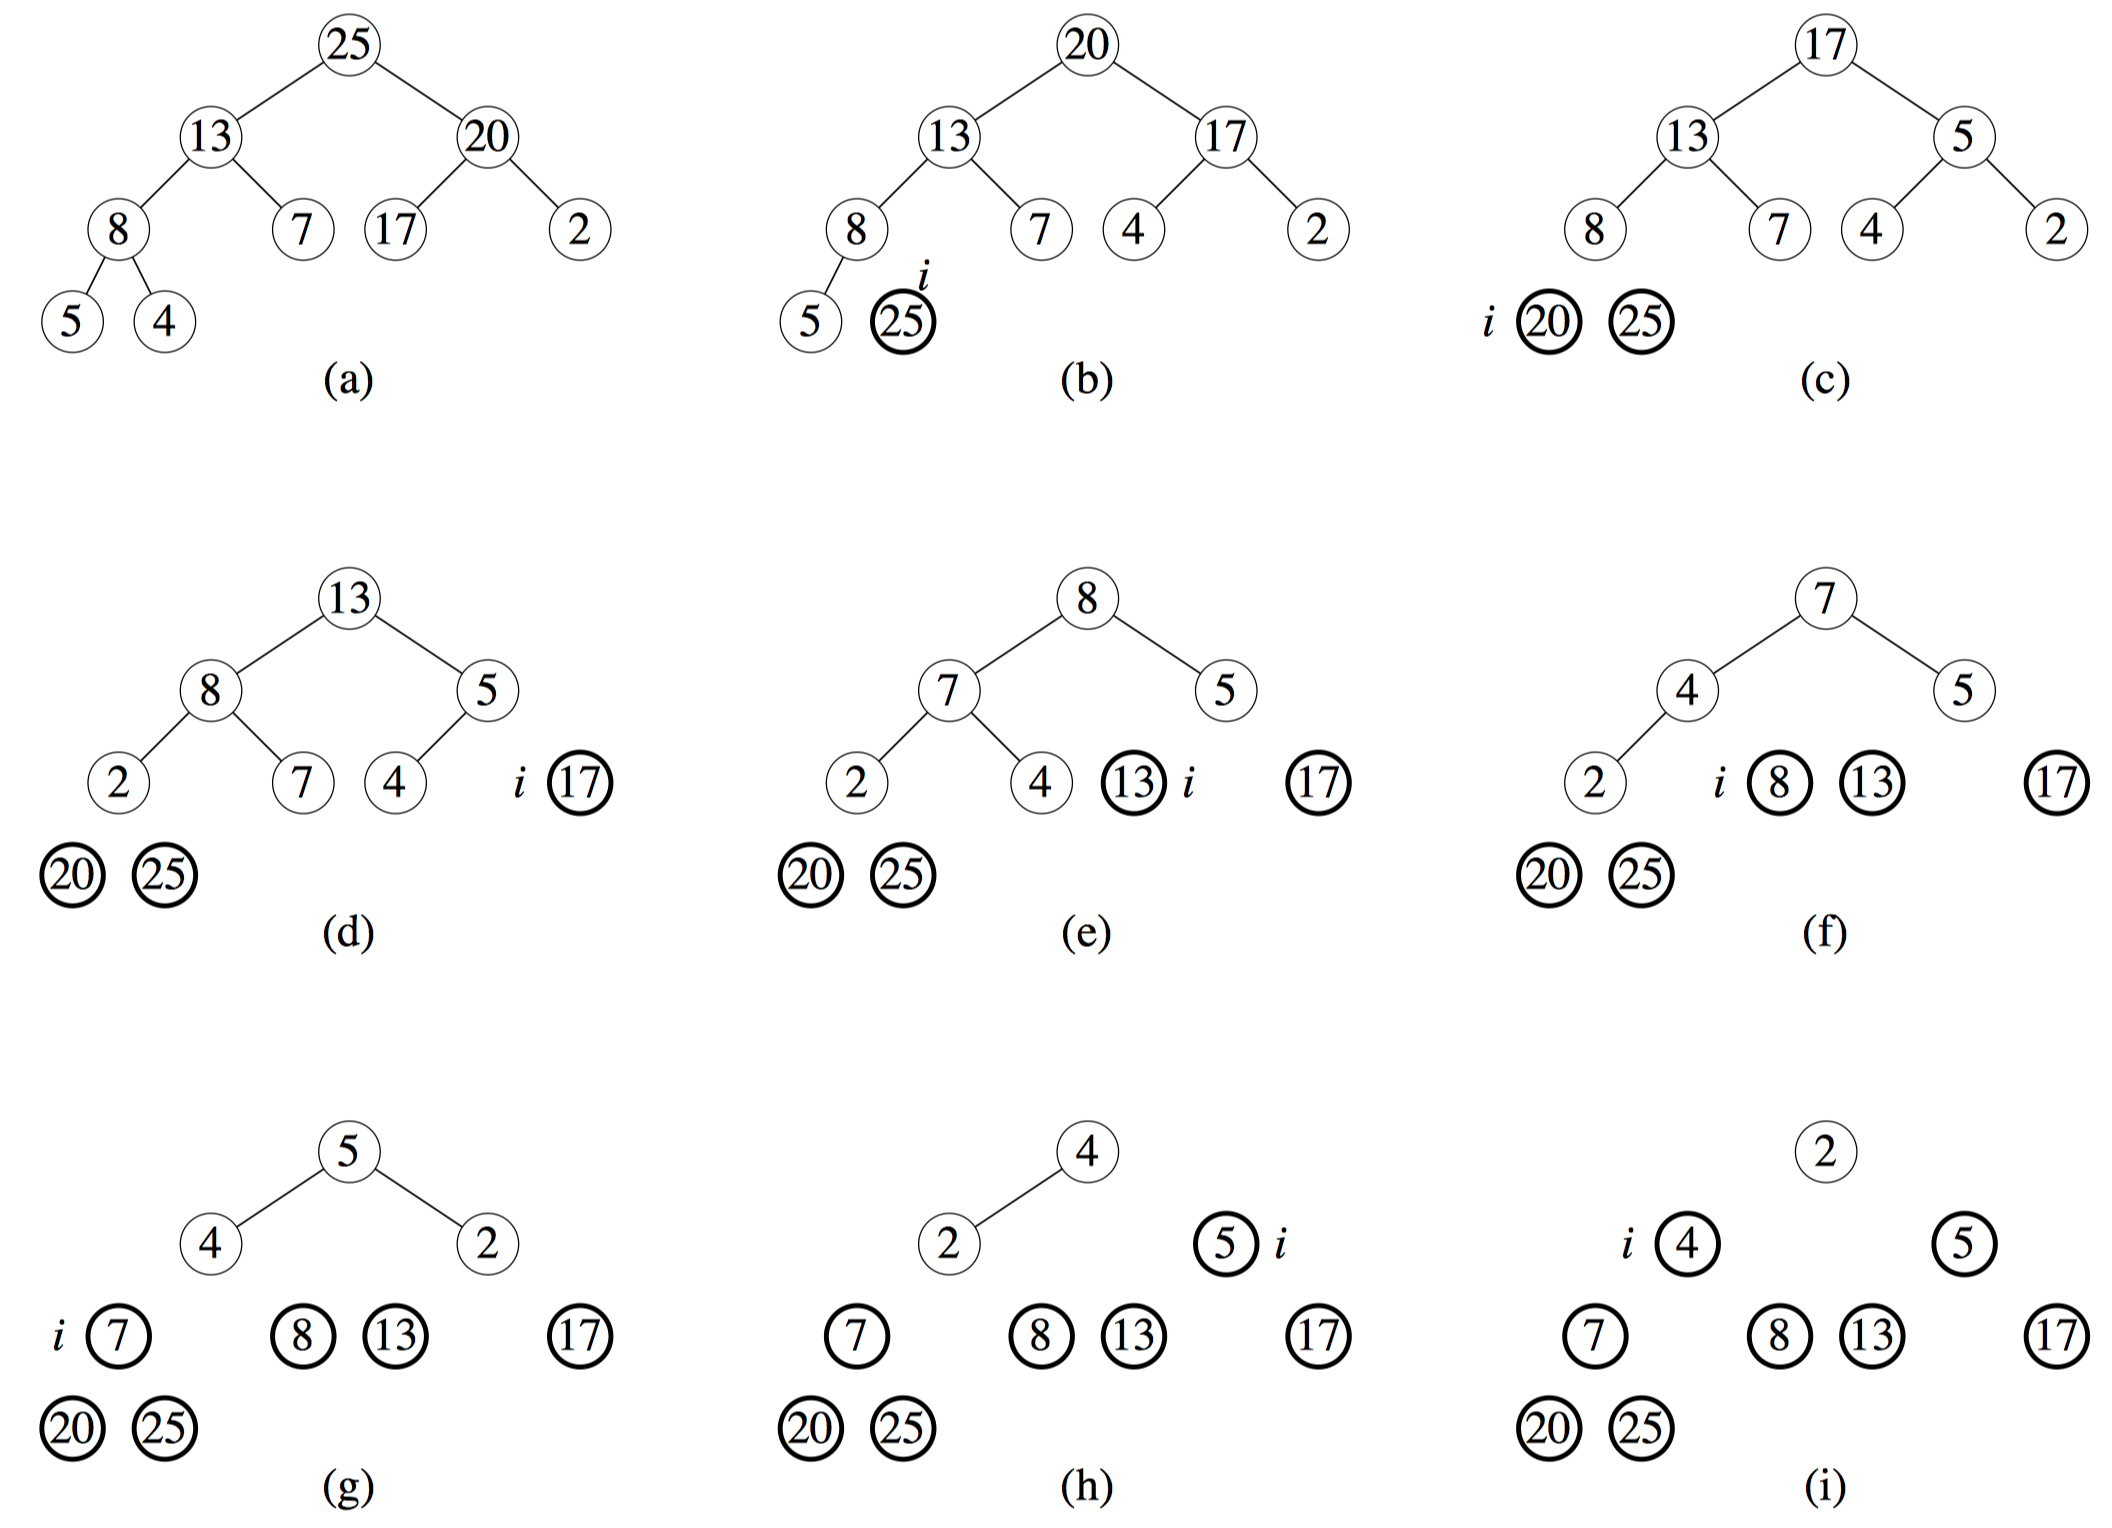 25 20 17
13 20 13 17 13 5
8 7 17 2 8 7 4 2 8 7 4 2
i
5 4 5 25 i 20 25
(a) (b) (c)
13 8 7
8 5 7 5 4 5
2 7 4 i 17 2 4 13 i 17 2 i 8 13 17
20 25 20 25 20 25
(d) (e) (f)
5 4 2
4 2 2 5 i i 4 5
i 7 8 13 17 7 8 13 17 7 8 13 17
20 25 20 25 20 25
(g) (h) (i)